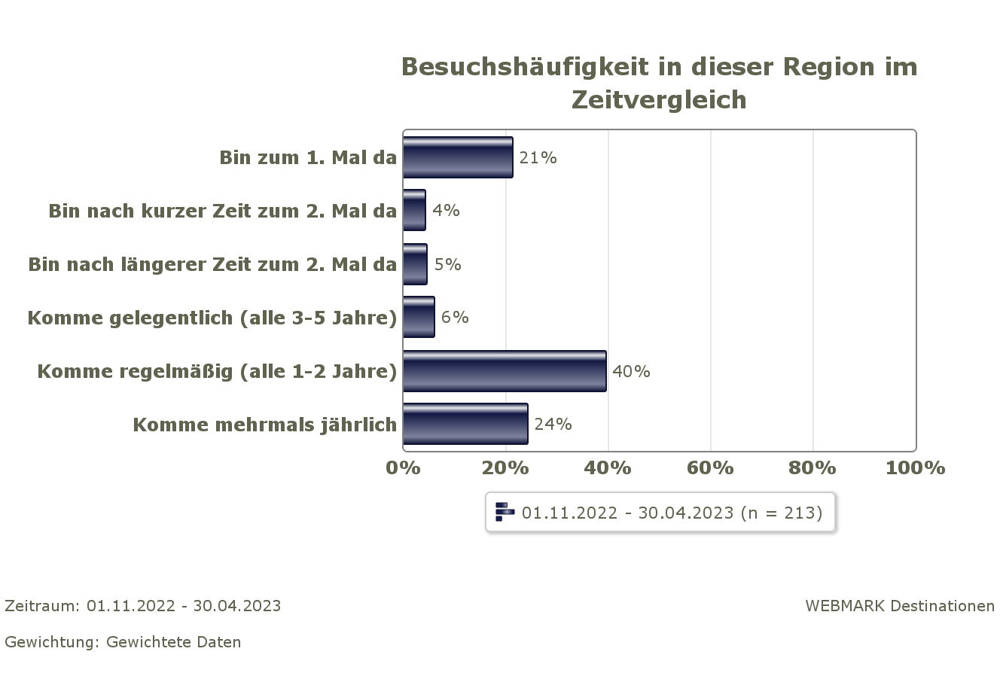 Besuchshäufigkeit in dieser Region im
Zeitvergleich
Bin zum 1. Mal da 21%
Bin nach kurzer Zeit zum 2. Mal da 4%
Bin nach längerer Zeit zum 2. Mal da 5%
Komme gelegentlich (alle 3-5 Jahre) 6%
Komme regelmäßig (alle 1-2 Jahre) 40%
Komme mehrmals jährlich 24%
0% 20% 40% 60% 80% 100%
01.11.2022 - 30.04.2023 (n = 213)
Zeitraum: 01.11.2022 - 30.04.2023 WEBMARK Destinationen
Gewichtung: Gewichtete Daten